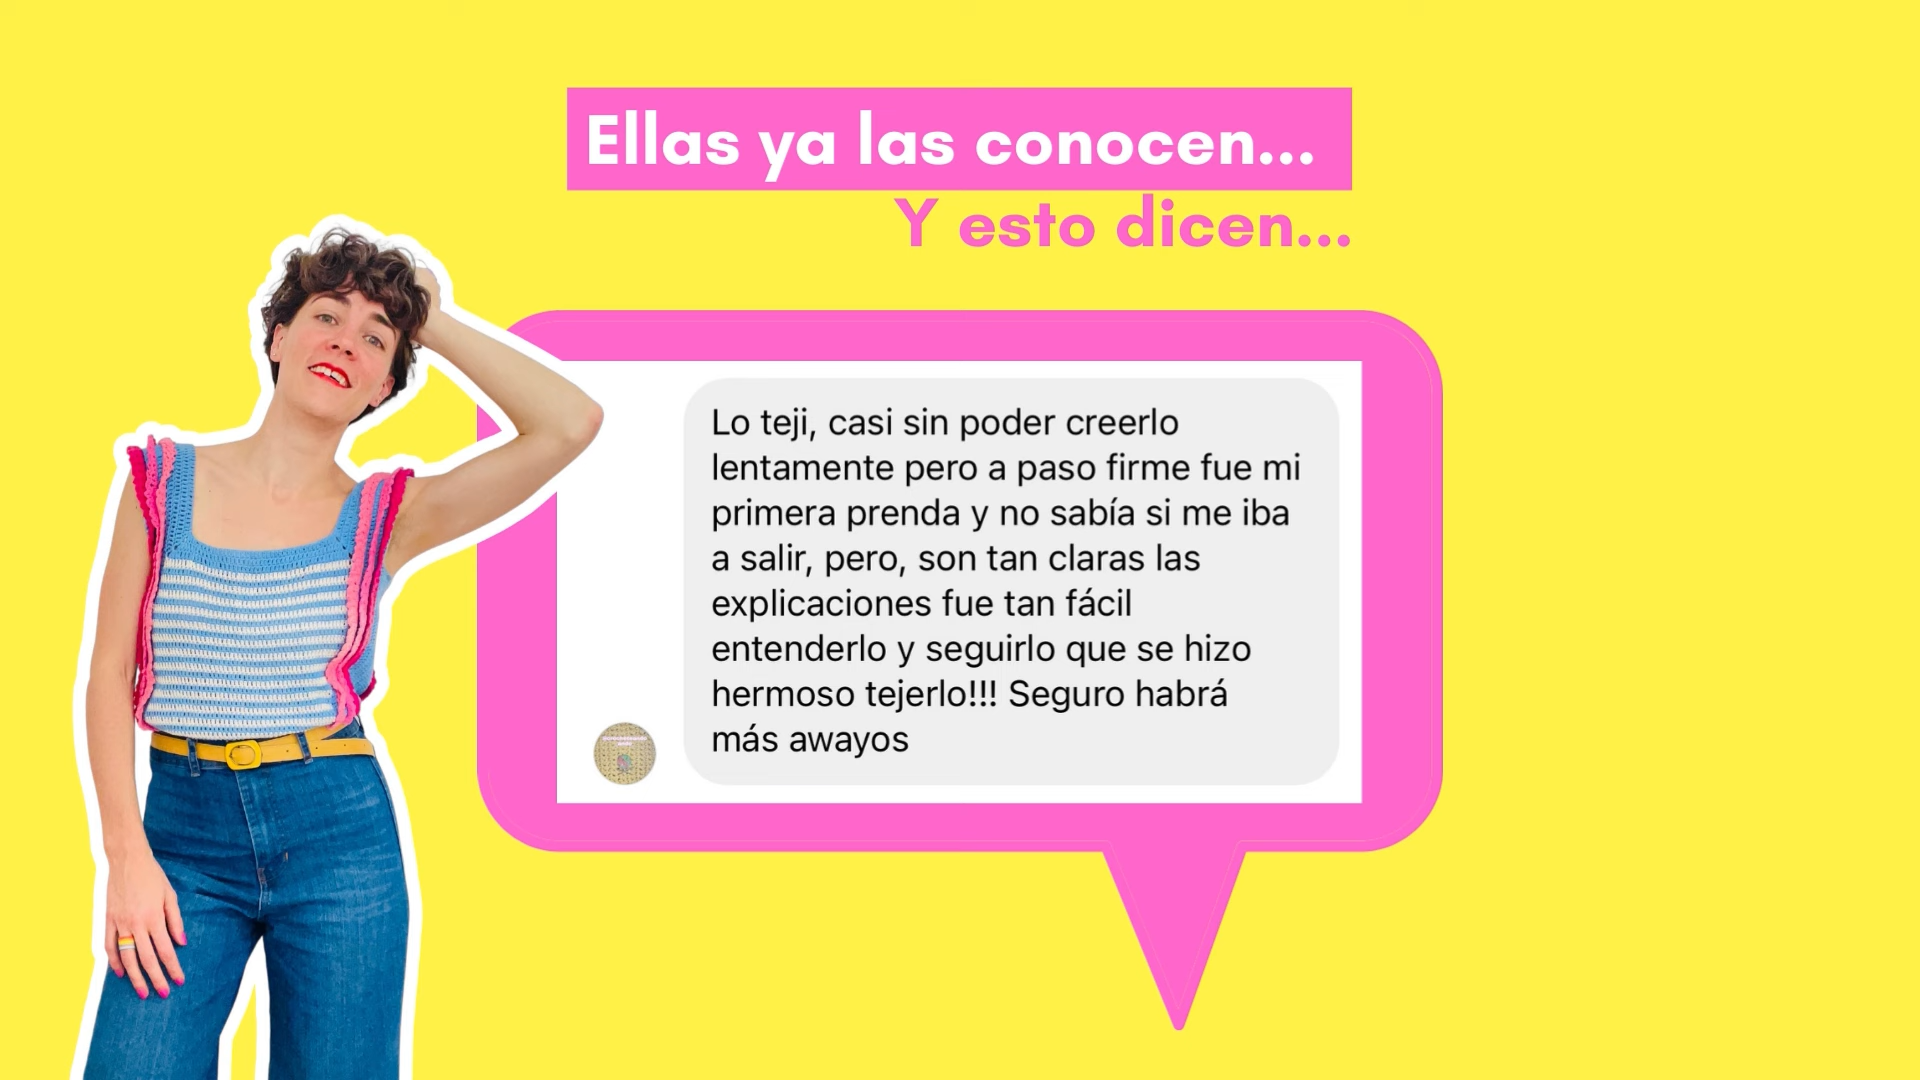 Ellas ya las conocen...
Y esto dicen...
Lo teji, casi sin poder creerlo
lentamente pero a paso firme fue mi
primera prenda y no sabía si me iba
a salir, pero, son tan claras las
explicaciones fue tan fácil
entenderlo y seguirlo que se hizo
hermoso tejerlo!!! Seguro habrá
más awayos